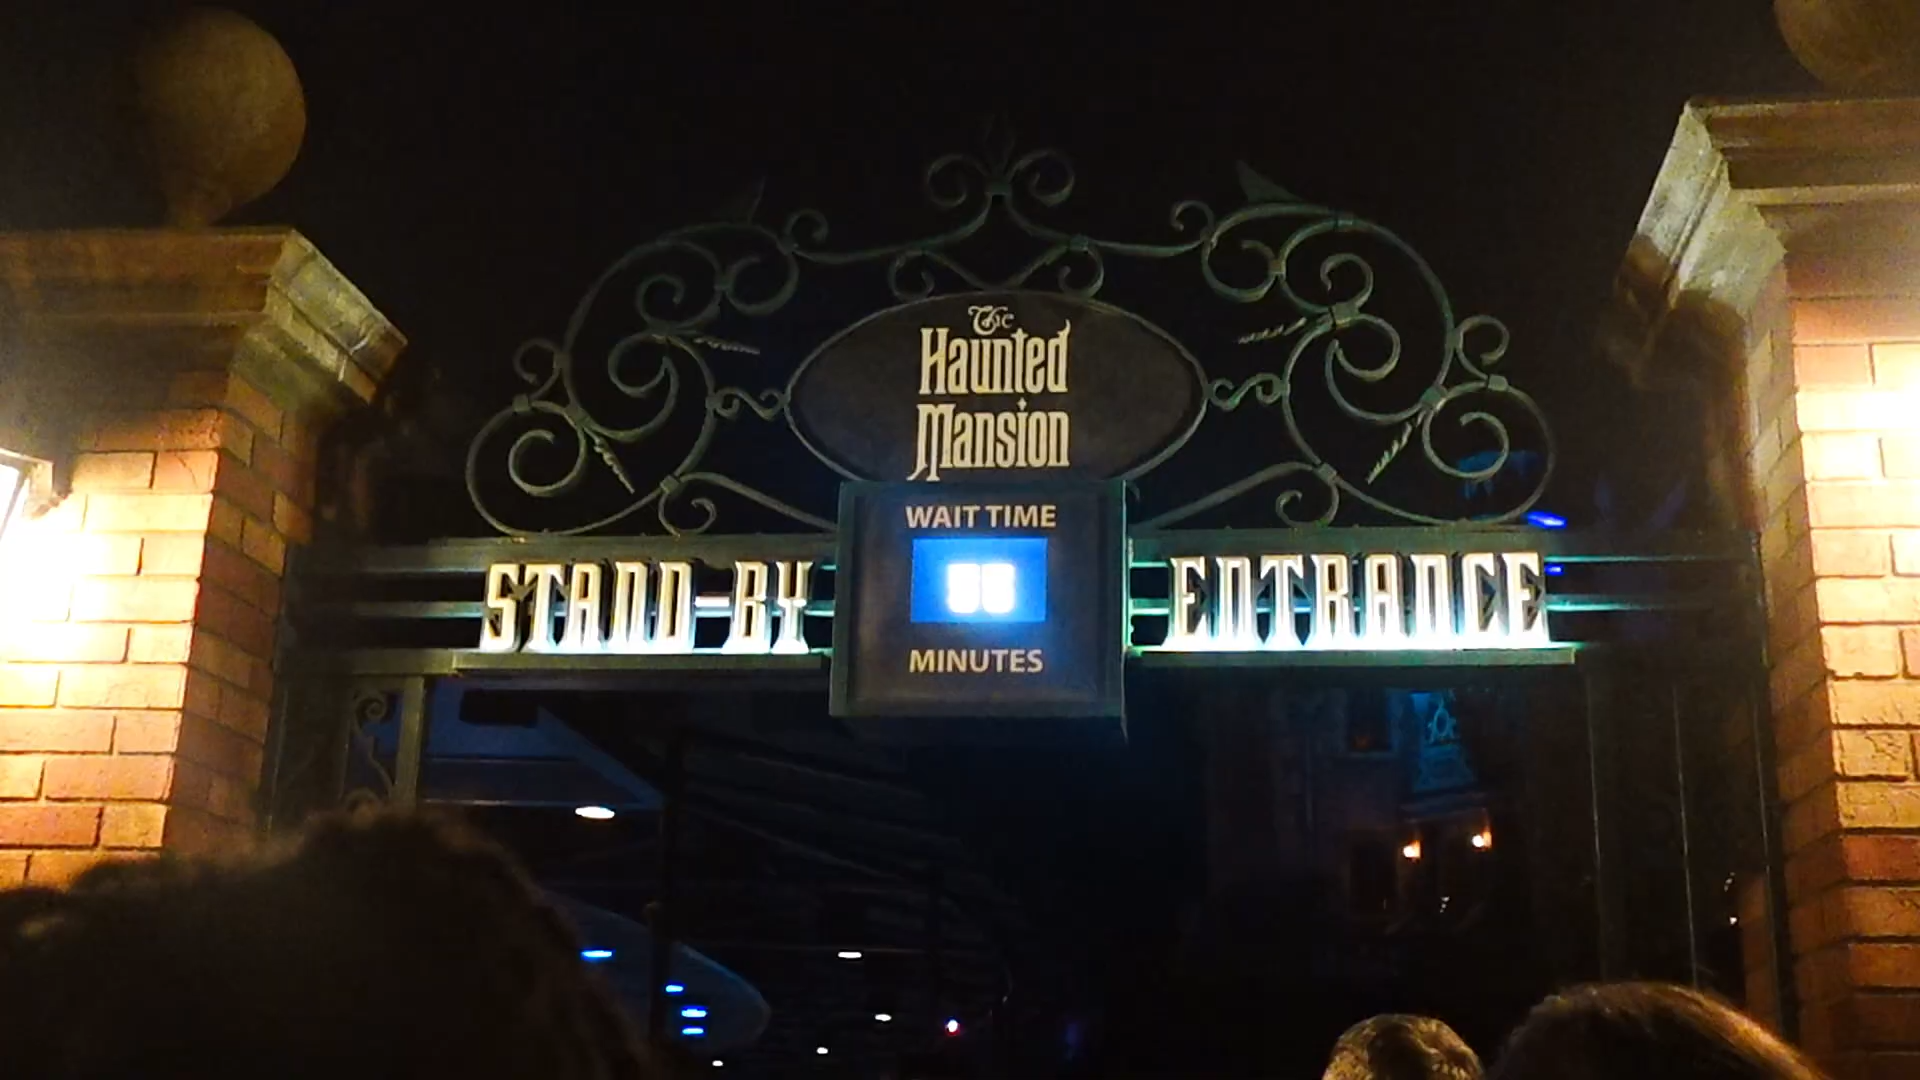 The
Haunted
Mansion
WAIT TIME
MINUTES
STAND-BY
ENTRANCE